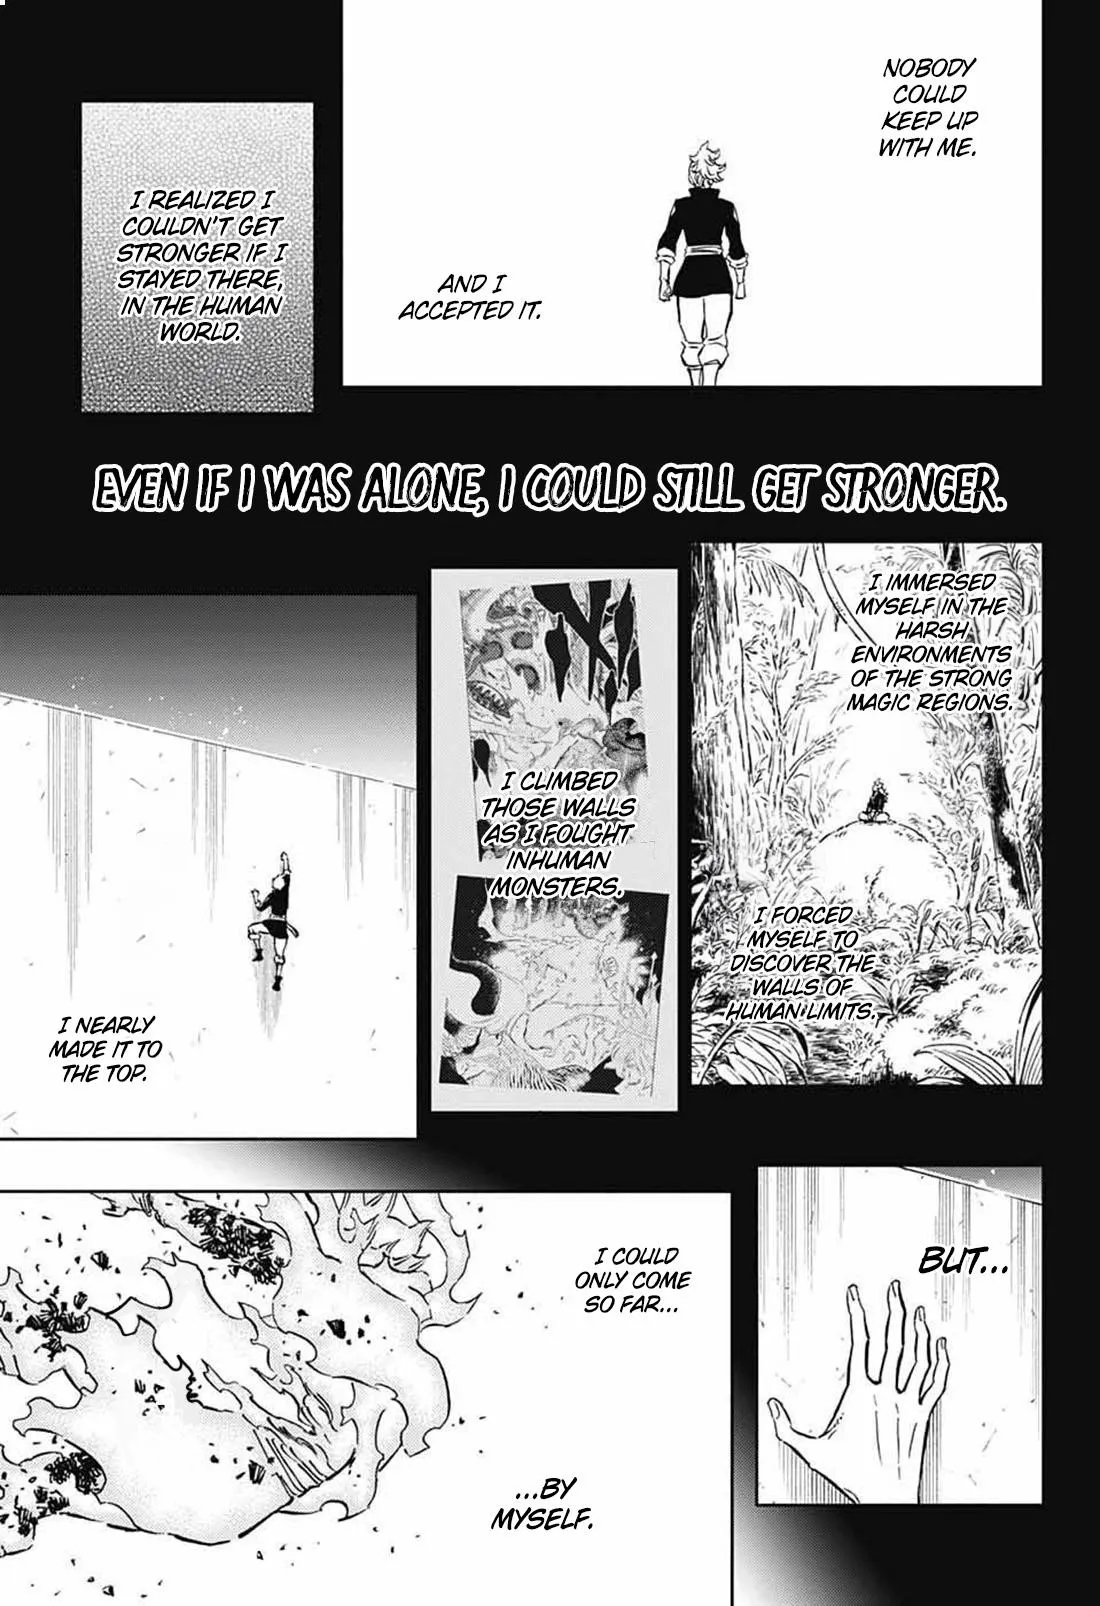 NOBODY
COULD
KEEP UP
WITH ME.
AND I
ACCEPTED IT.
I REALIZED I
COULDN'T GET
STRONGER IF I
STAYED THERE,
IN THE HUMAN
WORLD.
EVEN IF I WAS ALONE, I COULD STILL GET STRONGER.
I IMMERSED
MYSELF IN THE
HARSH
ENVIRONMENTS
OF THE STRONG
MAGIC REGIONS.
I FORCED
MYSELF TO
DISCOVER THE
WALLS OF
HUMAN LIMITS.
I CLIMBED
THOSE WALLS
AS I FOUGHT
INHUMAN
MONSTERS.
I NEARLY
MADE IT TO
THE TOP.
BUT...
I COULD
ONLY COME
SO FAR...
...BY
MYSELF.